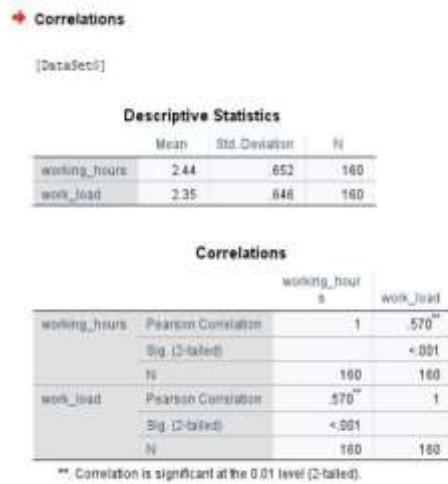 Correlations
[DataSet0]
Descriptive Statistics
Mean Std. Deviation N
working_hours 2.44 .652 160
work_load 2.35 .646 160
Correlations
working_hour
s work_load
working_hours Pearson Correlation 1 .570**
Sig. (2-tailed) <.001
N 160 160
work_load Pearson Correlation .570** 1
Sig. (2-tailed) <.001
N 160 160
**. Correlation is significant at the 0.01 level (2-tailed).